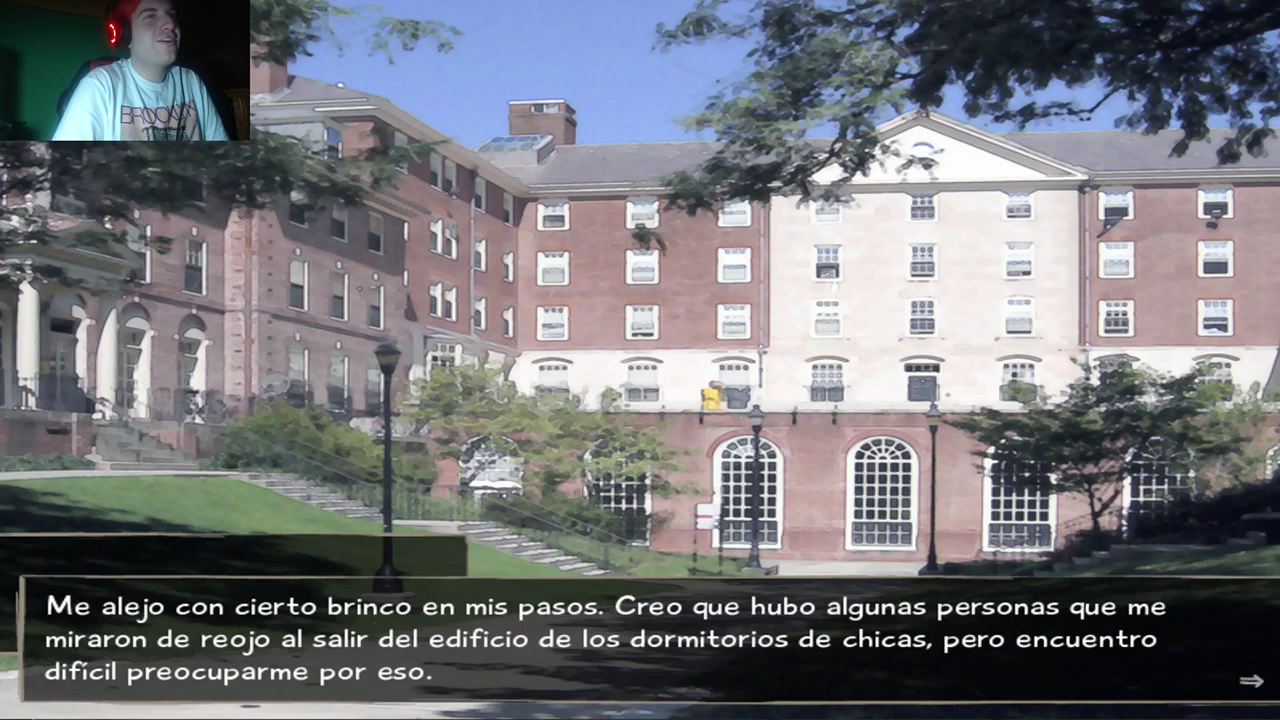 BROOKLYN
Me alejo con cierto brinco en mis pasos. Creo que hubo algunas personas que me
miraron de reojo al salir del edificio de los dormitorios de chicas, pero encuentro
difícil preocuparme por eso.